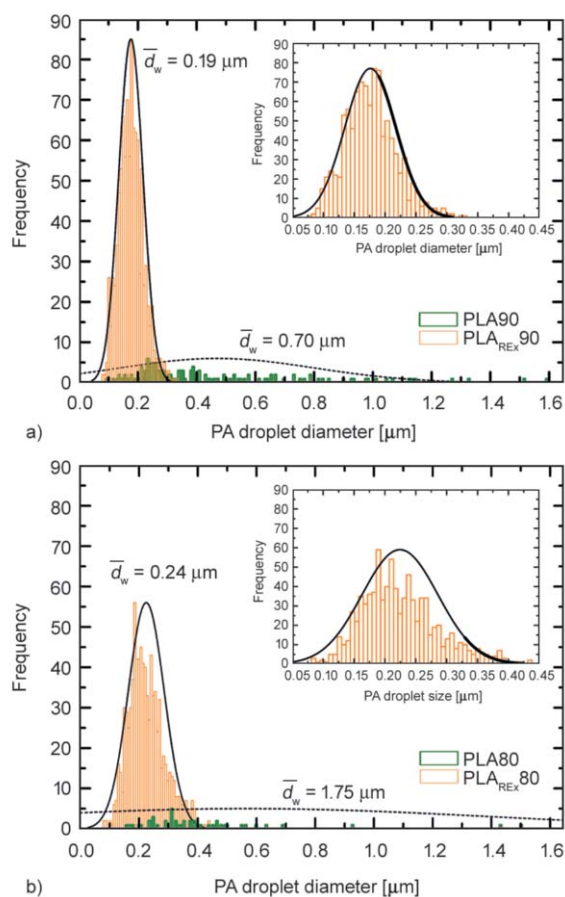 90
80
70
60
50
40
30
20
10
0
Frequency
d̅w = 0.19 µm
d̅w = 0.70 µm
90
80
70
60
50
40
30
20
10
0
Frequency
0.05 0.10 0.15 0.20 0.25 0.30 0.35 0.40 0.45
PA droplet diameter [µm]
PLA90
PLAREx90
0.0 0.2 0.4 0.6 0.8 1.0 1.2 1.4 1.6
a) PA droplet diameter [µm]
90
80
70
60
50
40
30
20
10
0
Frequency
d̅w = 0.24 µm
d̅w = 1.75 µm
90
80
70
60
50
40
30
20
10
0
Frequency
0.05 0.10 0.15 0.20 0.25 0.30 0.35 0.40 0.45
PA droplet size [µm]
PLA80
PLAREx80
0.0 0.2 0.4 0.6 0.8 1.0 1.2 1.4 1.6
b) PA droplet diameter [µm]